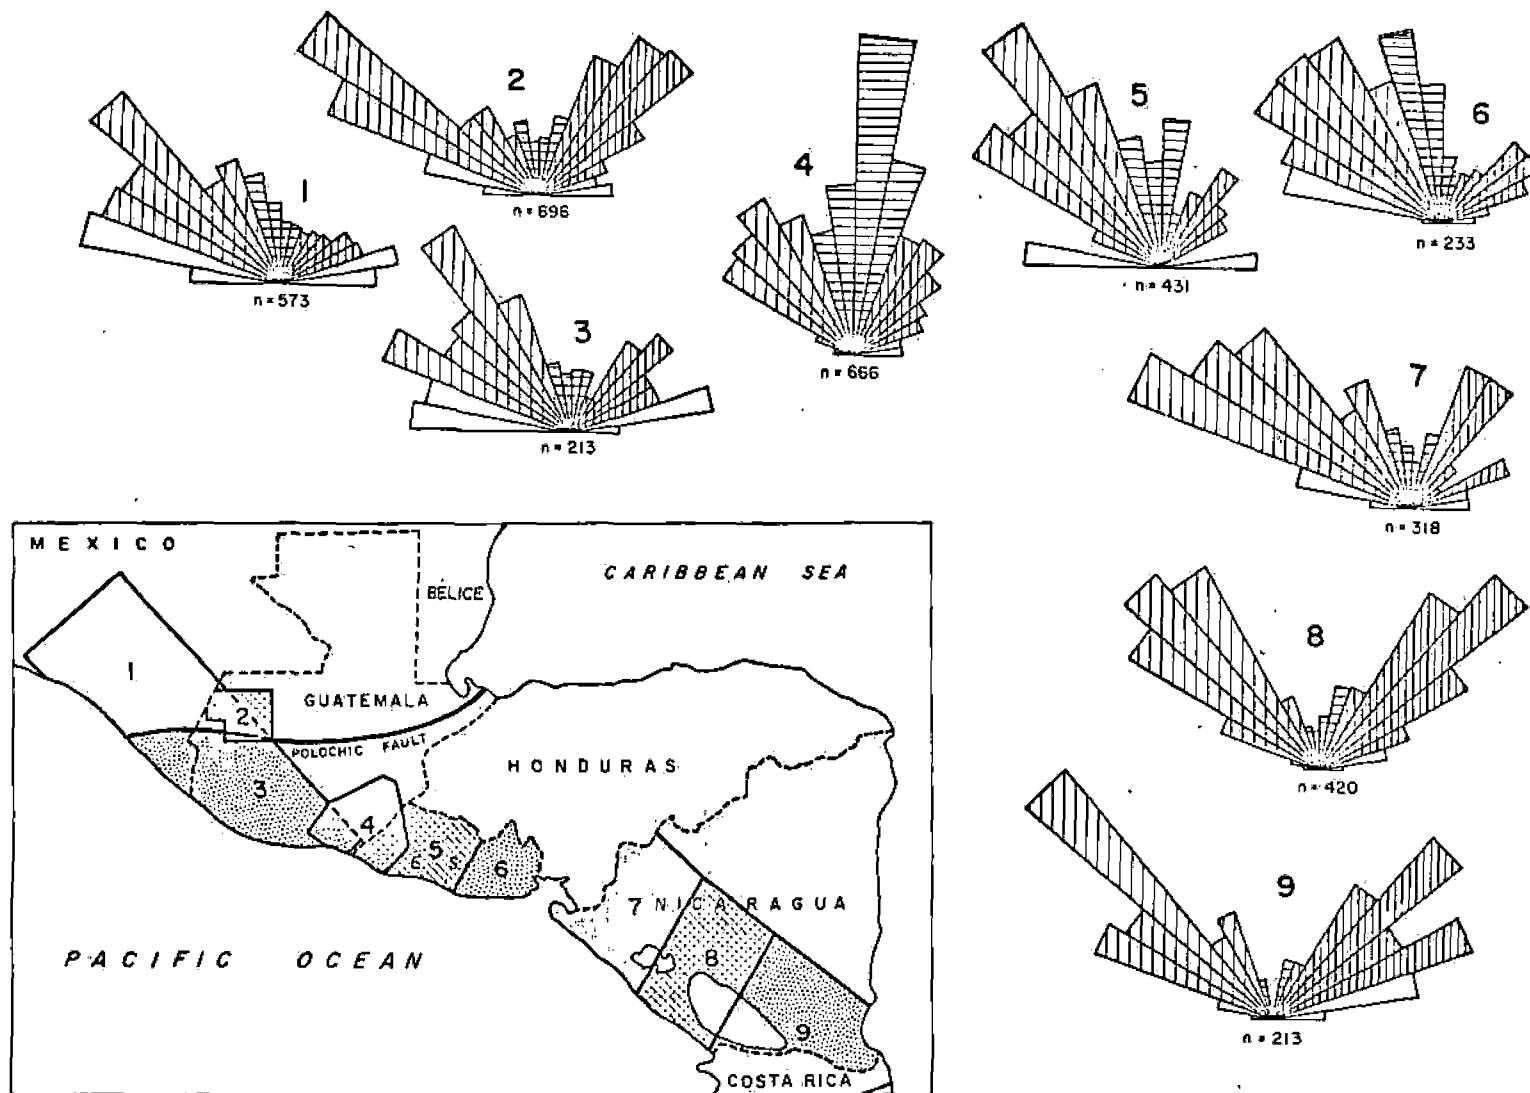 2
5
6
4
1
n=696
n=233
n=573
n=431
3
n=666
7
n=213
n=318
MEXICO
CARIBBEAN SEA
BELICE
8
1
GUATEMALA
2
POLOCHIC FAULT
HONDURAS
3
n=420
4
5
E S
6
9
7 NICARAGUA
PACIFIC OCEAN
8
9
n=213
COSTA RICA